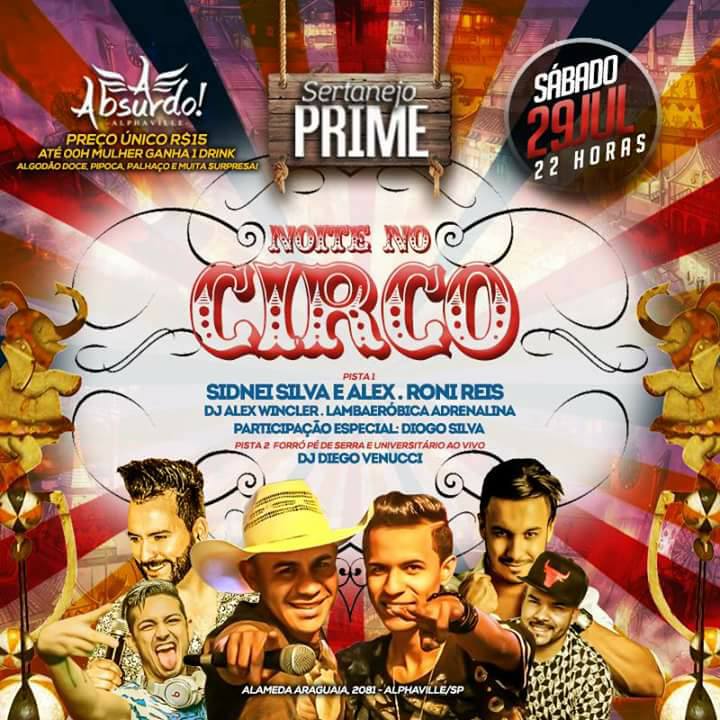 A
Absurdo!
ALPHAVILLE
PREÇO ÚNICO R$15
ATÉ 00H MULHER GANHA 1 DRINK
ALGODÃO DOCE, PIPOCA, PALHAÇO E MUITA SURPRESA!
Sertanejo
PRIME
SÁBADO
29JUL
22 HORAS
NOITE NO
CIRCO
PISTA 1
SIDNEI SILVA E ALEX . RONI REIS
DJ ALEX WINCLER . LAMBAERÓBICA ADRENALINA
PARTICIPAÇÃO ESPECIAL: DIOGO SILVA
PISTA 2 FORRÓ PÉ DE SERRA E UNIVERSITÁRIO AO VIVO
DJ DIEGO VENUCCI
ALAMEDA ARAGUAIA, 2081 - ALPHAVILLE/SP